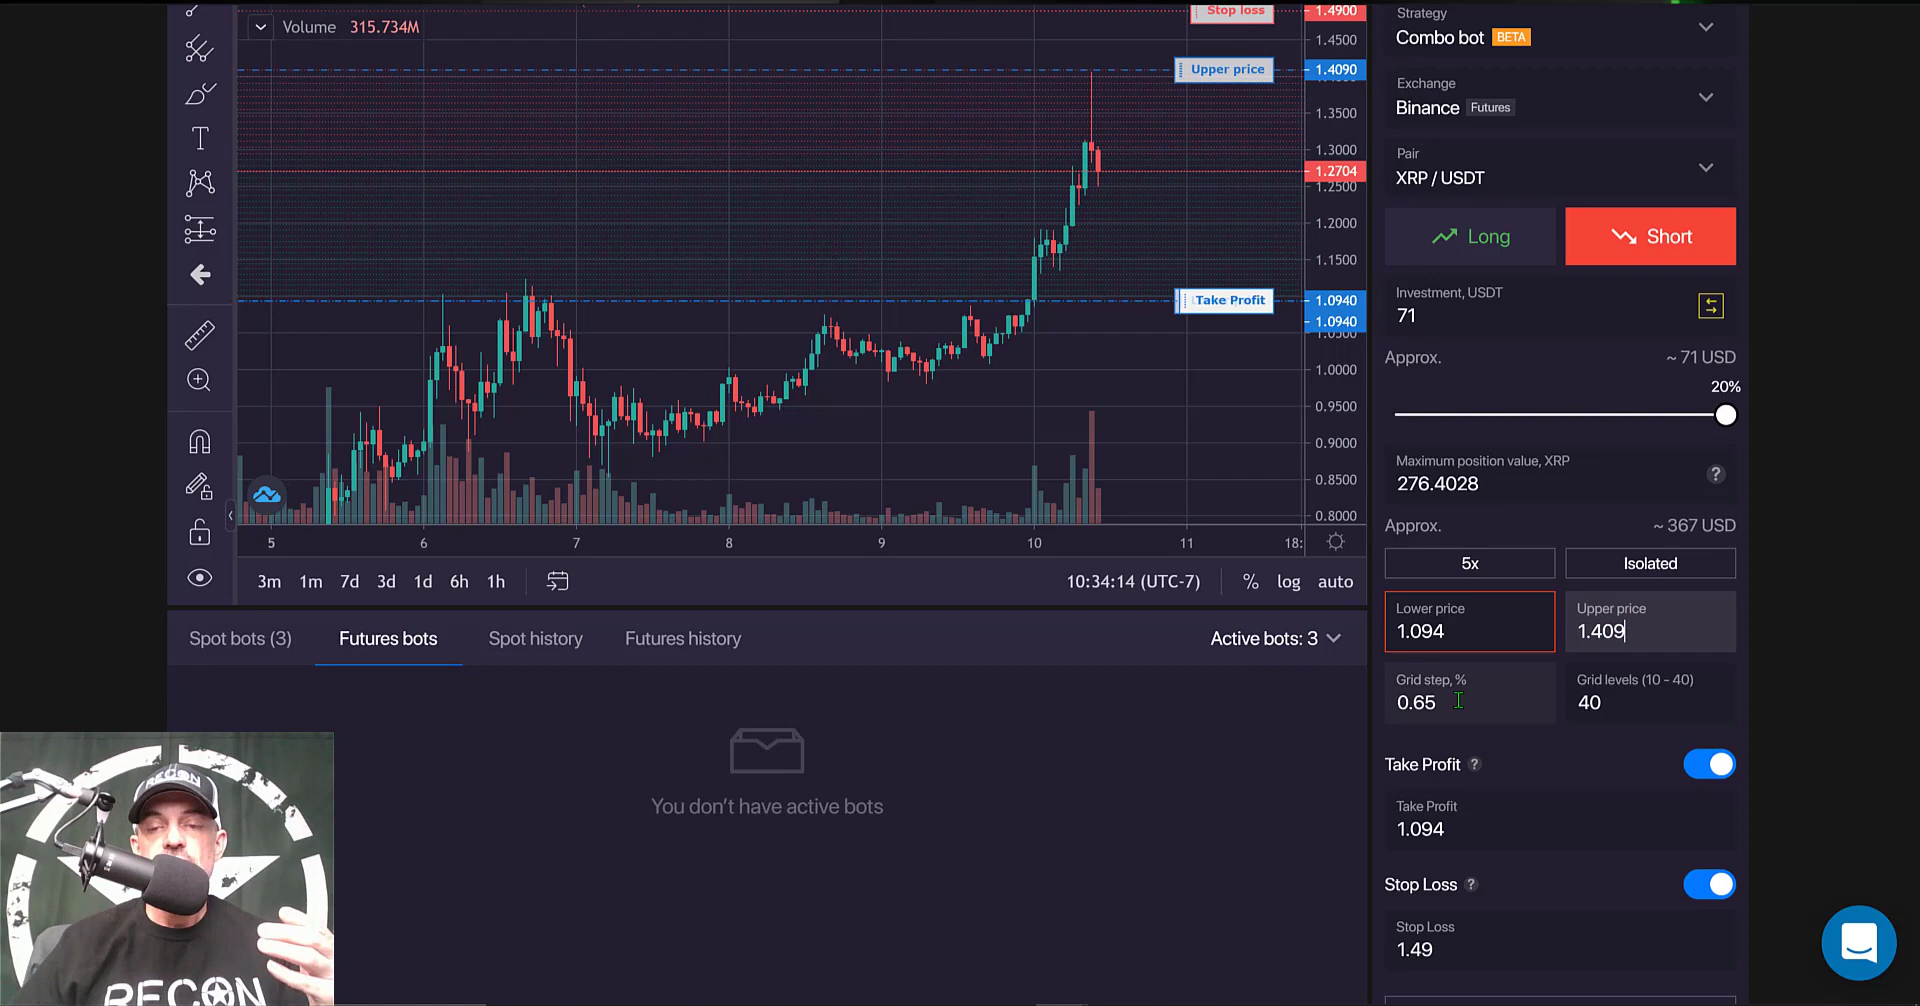 Volume 315.734M
Stop loss
1.4900
1.4500
Upper price
1.4090
1.3500
1.3000
1.2704
1.2500
1.2000
1.1500
Take Profit
1.0940
1.0940
1.0000
0.9500
0.9000
0.8500
0.8000
5 6 7 8 9 10 11 18:
3m 1m 7d 3d 1d 6h 1h
10:34:14 (UTC-7) % log auto
Spot bots (3) Futures bots Spot history Futures history Active bots: 3
You don't have active bots
RECON
RECON
Strategy
Combo bot BETA
Exchange
Binance Futures
Pair
XRP / USDT
Long Short
Investment, USDT
71
Approx. ~ 71 USD
20%
Maximum position value, XRP
276.4028 ?
Approx. ~ 367 USD
5x Isolated
Lower price Upper price
1.094 1.409
Grid step, % Grid levels (10 - 40)
0.65 40
Take Profit ?
Take Profit
1.094
Stop Loss ?
Stop Loss
1.49